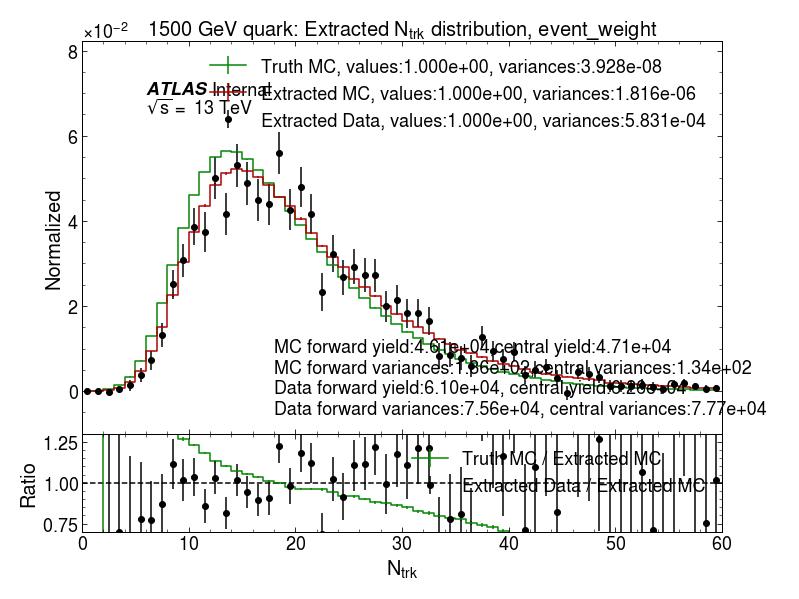 ×10⁻² 1500 GeV quark: Extracted Ntrk distribution, event_weight
8
Truth MC, values:1.000e+00, variances:3.928e-08
ATLAS Internal
Extracted MC, values:1.000e+00, variances:1.816e-06
√s = 13 TeV
Extracted Data, values:1.000e+00, variances:5.831e-04
6
Normalized
4
2
MC forward yield:4.61e+04,central yield:4.71e+04
MC forward variances:1.36e+02,central variances:1.34e+02
Data forward yield:6.10e+04, central yield:6.26e+04
0
Data forward variances:7.56e+04, central variances:7.77e+04
1.25
Truth MC / Extracted MC
Ratio
1.00
Extracted Data / Extracted MC
0.75
0 10 20 30 40 50 60
Ntrk